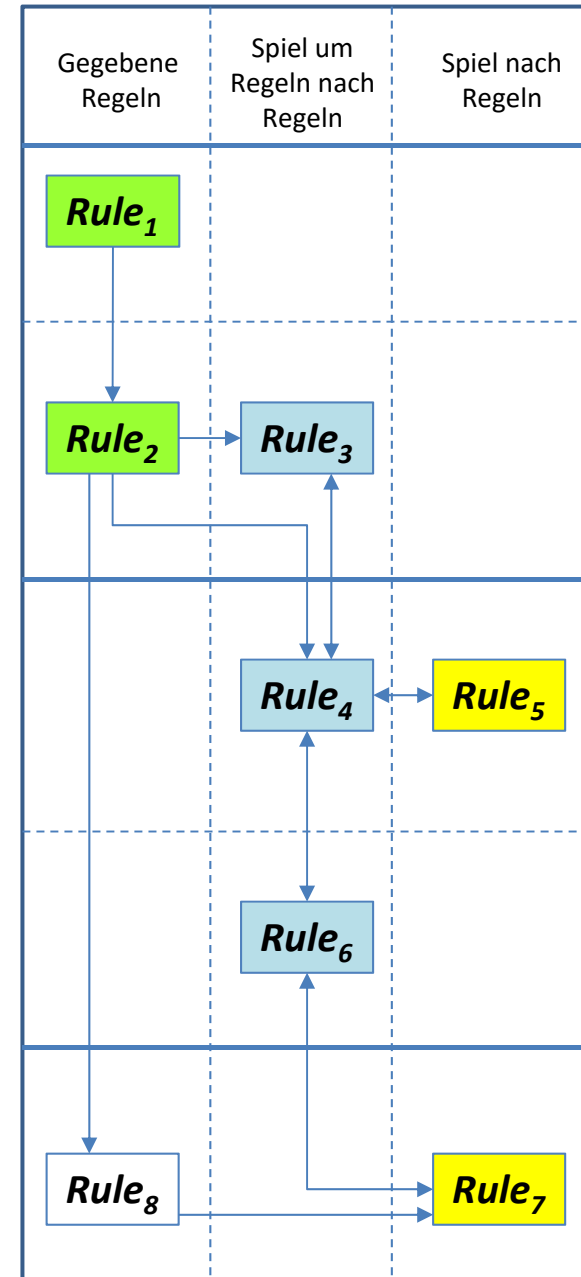 Gegebene
Regeln
Spiel um
Regeln nach
Regeln
Spiel nach
Regeln
Rule₁
Rule₂
Rule₃
Rule₄
Rule₅
Rule₆
Rule₈
Rule₇